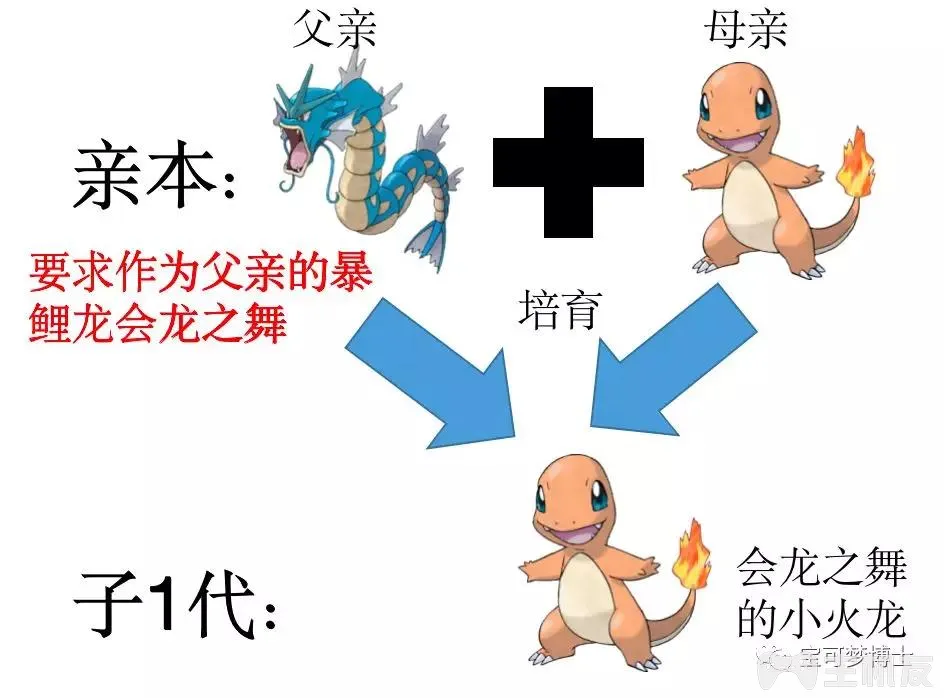 父亲
母亲
亲本：
要求作为父亲的暴
鲤龙会龙之舞
培育
子1代：
会龙之舞
的小火龙
宝可梦博士